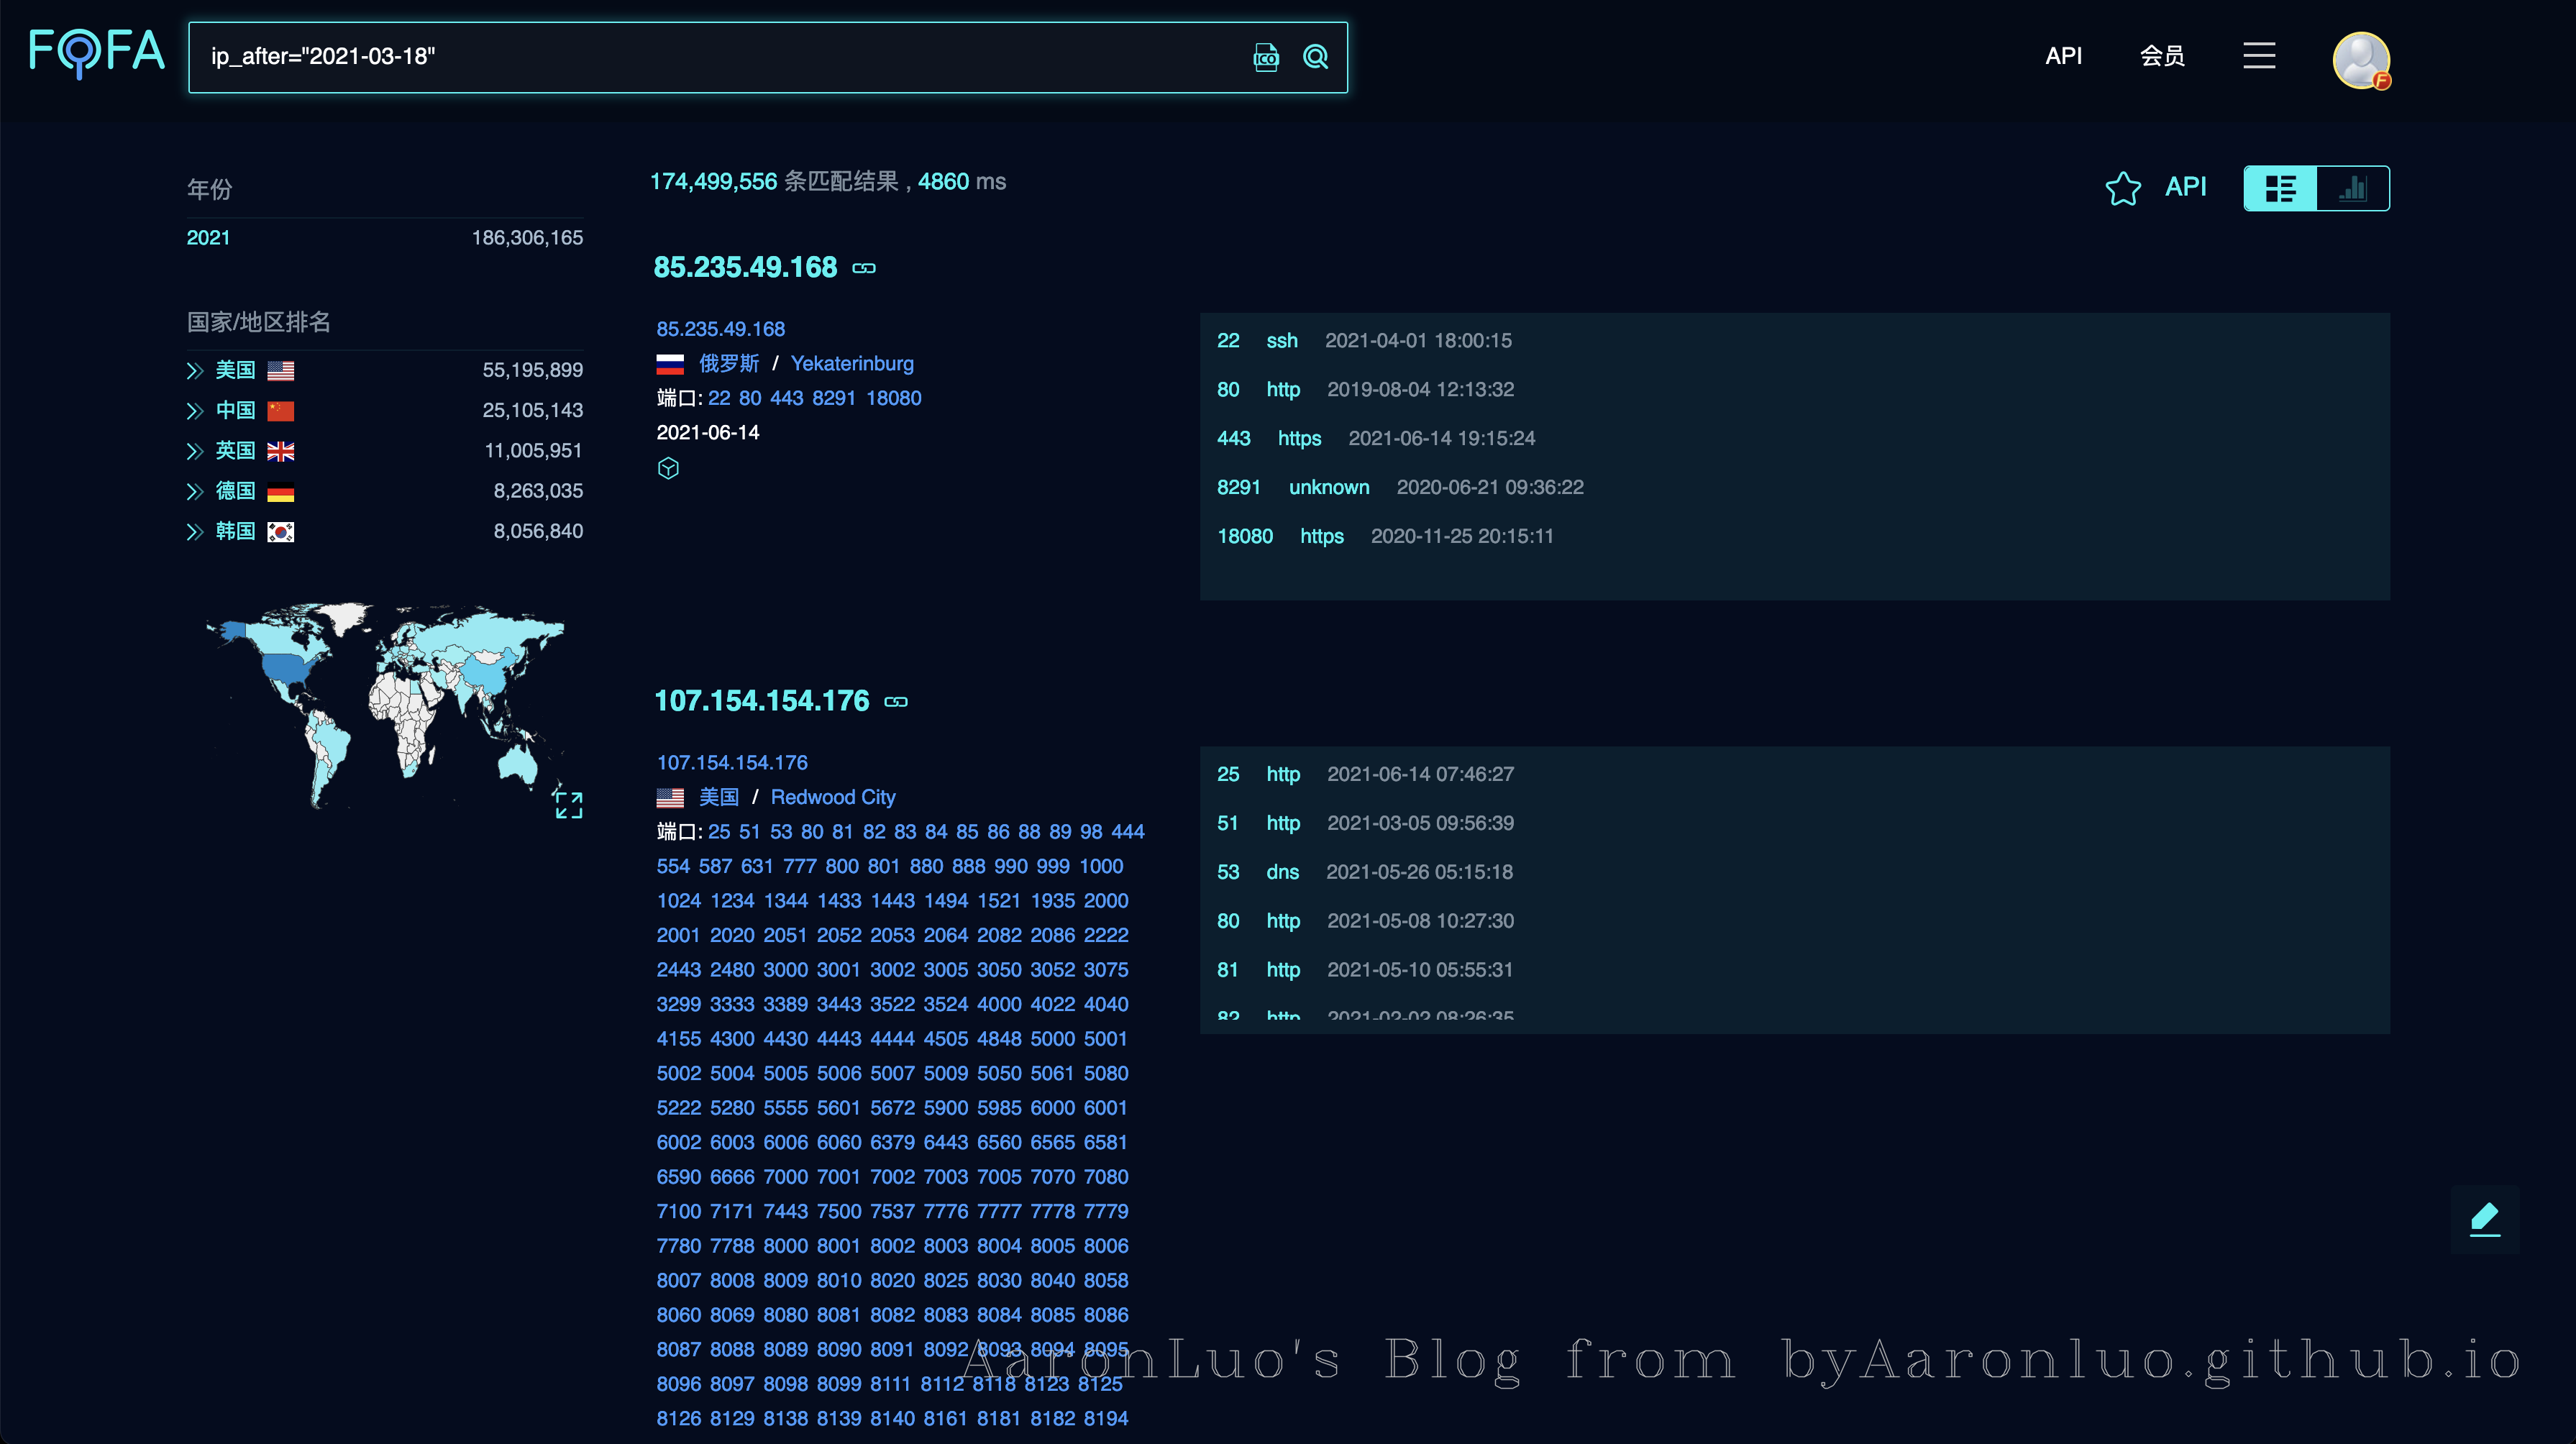 FOFA
ip_after="2021-03-18"
ICO
API 会员
F
年份
2021 186,306,165
国家/地区排名
美国 55,195,899
中国 25,105,143
英国 11,005,951
德国 8,263,035
韩国 8,056,840
174,499,556 条匹配结果 , 4860 ms
API
85.235.49.168
85.235.49.168
俄罗斯 / Yekaterinburg
端口: 22 80 443 8291 18080
2021-06-14
22 ssh 2021-04-01 18:00:15
80 http 2019-08-04 12:13:32
443 https 2021-06-14 19:15:24
8291 unknown 2020-06-21 09:36:22
18080 https 2020-11-25 20:15:11
107.154.154.176
107.154.154.176
美国 / Redwood City
端口: 25 51 53 80 81 82 83 84 85 86 88 89 98 444
554 587 631 777 800 801 880 888 990 999 1000
1024 1234 1344 1433 1443 1494 1521 1935 2000
2001 2020 2051 2052 2053 2064 2082 2086 2222
2443 2480 3000 3001 3002 3005 3050 3052 3075
3299 3333 3389 3443 3522 3524 4000 4022 4040
4155 4300 4430 4443 4444 4505 4848 5000 5001
5002 5004 5005 5006 5007 5009 5050 5061 5080
5222 5280 5555 5601 5672 5900 5985 6000 6001
6002 6003 6006 6060 6379 6443 6560 6565 6581
6590 6666 7000 7001 7002 7003 7005 7070 7080
7100 7171 7443 7500 7537 7776 7777 7778 7779
7780 7788 8000 8001 8002 8003 8004 8005 8006
8007 8008 8009 8010 8020 8025 8030 8040 8058
8060 8069 8080 8081 8082 8083 8084 8085 8086
8087 8088 8089 8090 8091 8092 8093 8094 8095
8096 8097 8098 8099 8111 8112 8118 8123 8125
8126 8129 8138 8139 8140 8161 8181 8182 8194
25 http 2021-06-14 07:46:27
51 http 2021-03-05 09:56:39
53 dns 2021-05-26 05:15:18
80 http 2021-05-08 10:27:30
81 http 2021-05-10 05:55:31
82 http 2021-02-02 08:26:35
AaronLuo's Blog from byAaronluo.github.io